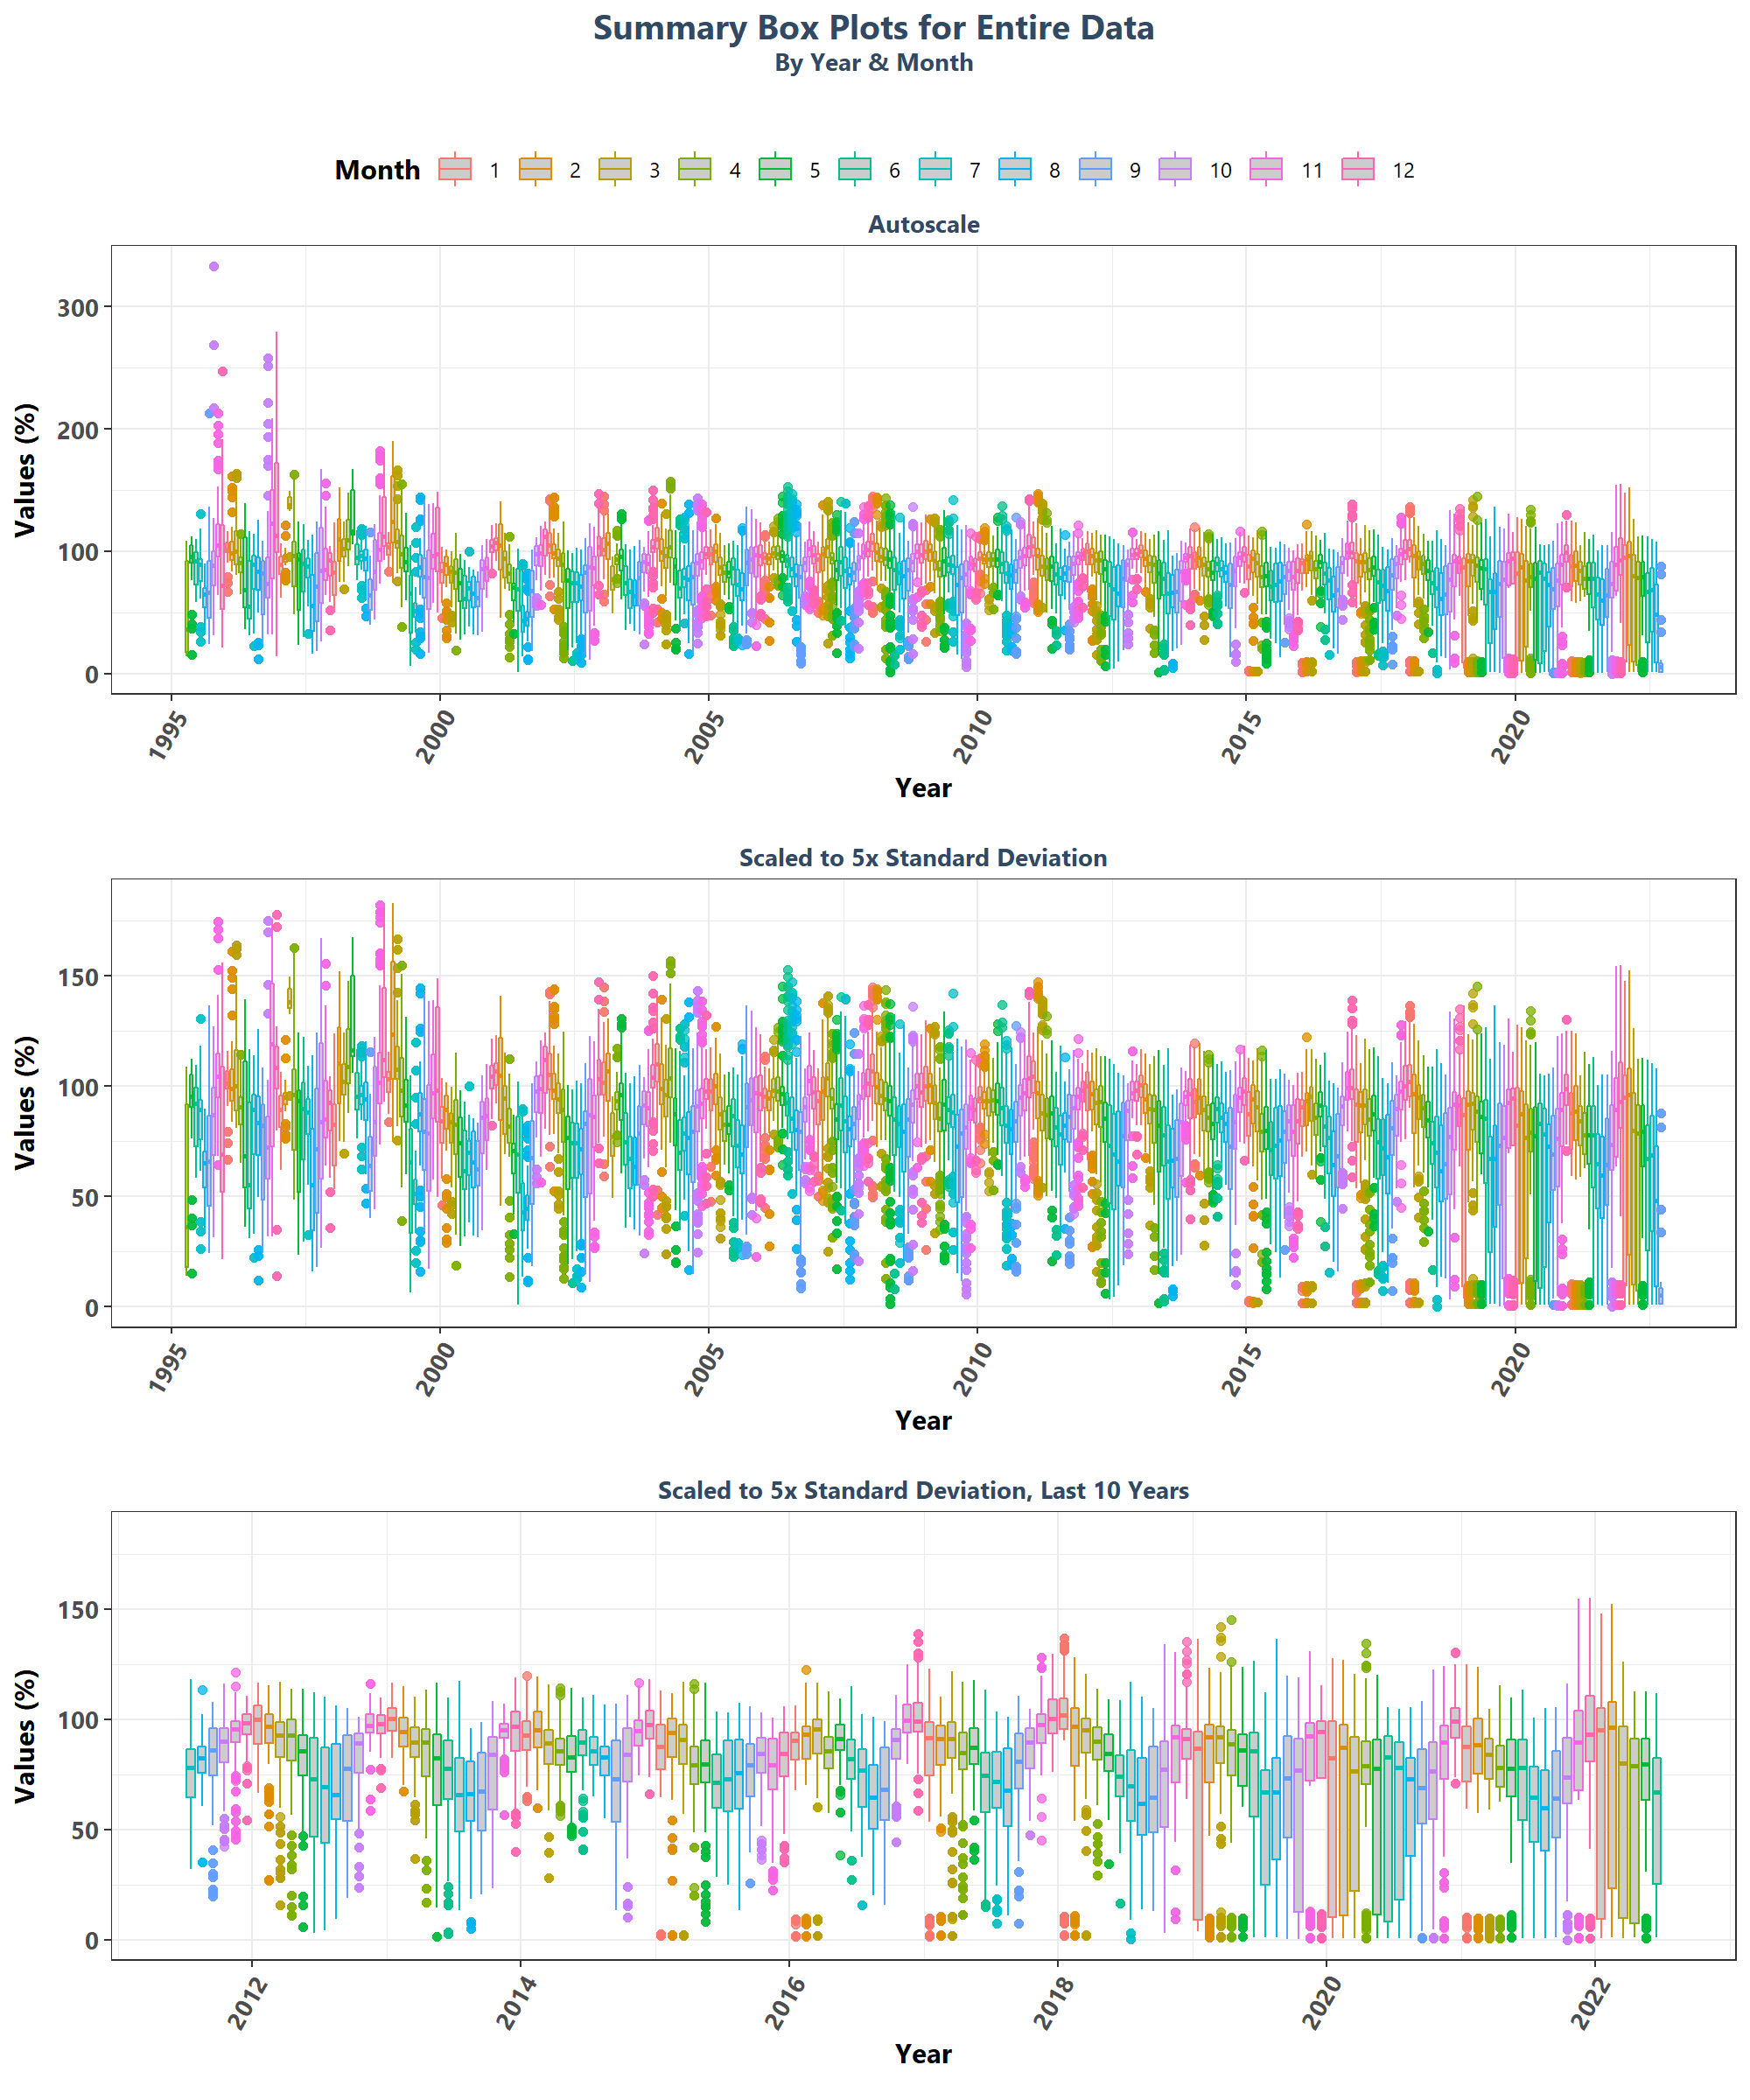 Summary Box Plots for Entire Data
By Year & Month
Month 1 2 3 4 5 6 7 8 9 10 11 12
Autoscale
Values (%)
300
200
100
0
1995 2000 2005 2010 2015 2020
Year
Scaled to 5x Standard Deviation
Values (%)
150
100
50
0
1995 2000 2005 2010 2015 2020
Year
Scaled to 5x Standard Deviation, Last 10 Years
Values (%)
150
100
50
0
2012 2014 2016 2018 2020 2022
Year